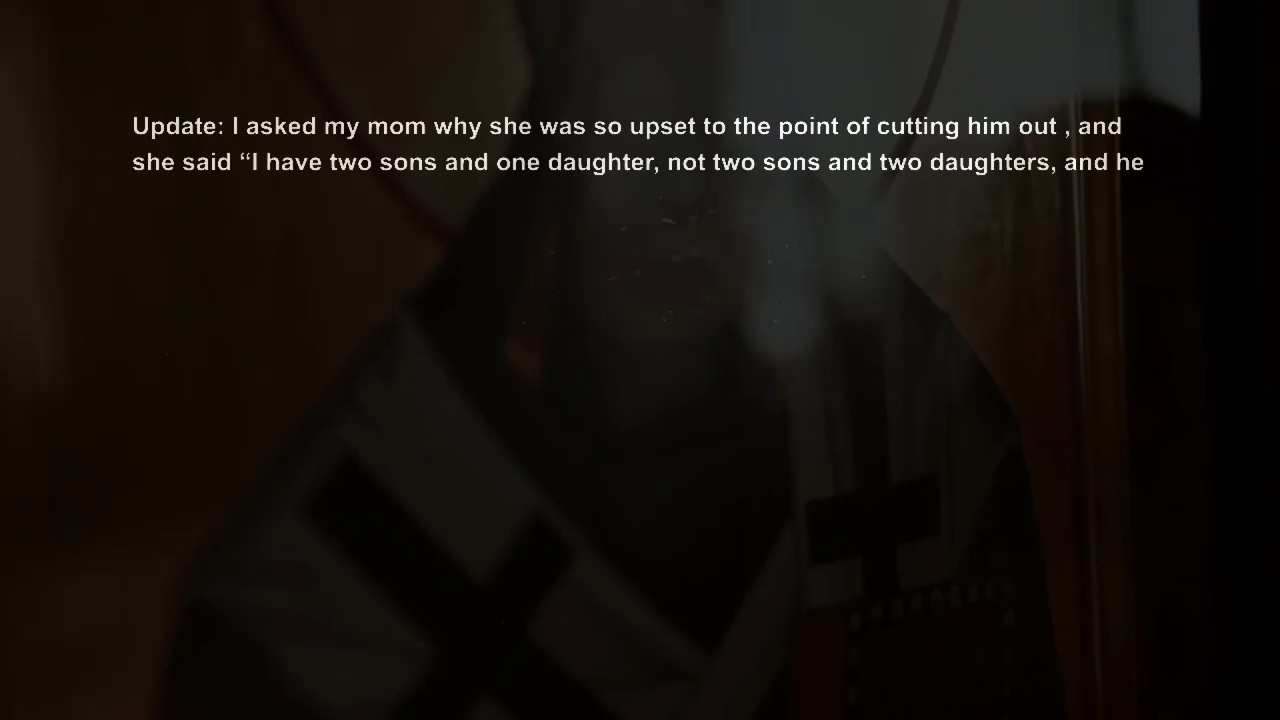 Update: I asked my mom why she was so upset to the point of cutting him out , and
she said “I have two sons and one daughter, not two sons and two daughters, and he